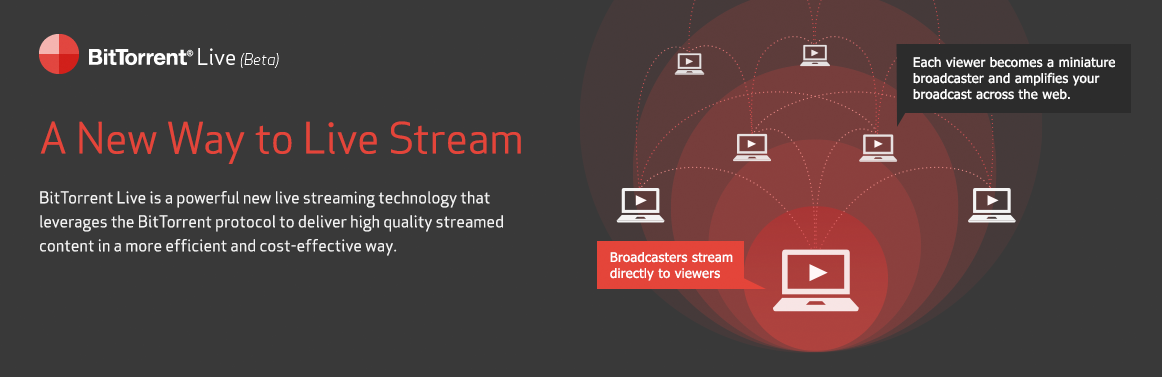 BitTorrent® Live (Beta)
A New Way to Live Stream
BitTorrent Live is a powerful new live streaming technology that
leverages the BitTorrent protocol to deliver high quality streamed
content in a more efficient and cost-effective way.
Each viewer becomes a miniature
broadcaster and amplifies your
broadcast across the web.
Broadcasters stream
directly to viewers